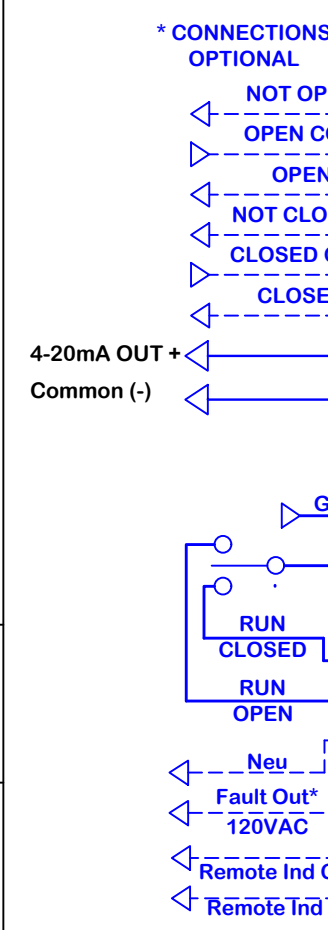 * CONNECTIONS
OPTIONAL
NOT OP
OPEN CO
OPEN
NOT CLO
CLOSED
CLOSE
4-20mA OUT +
Common (-)
G
RUN
CLOSED
RUN
OPEN
Neu
Fault Out*
120VAC
Remote Ind
Remote Ind